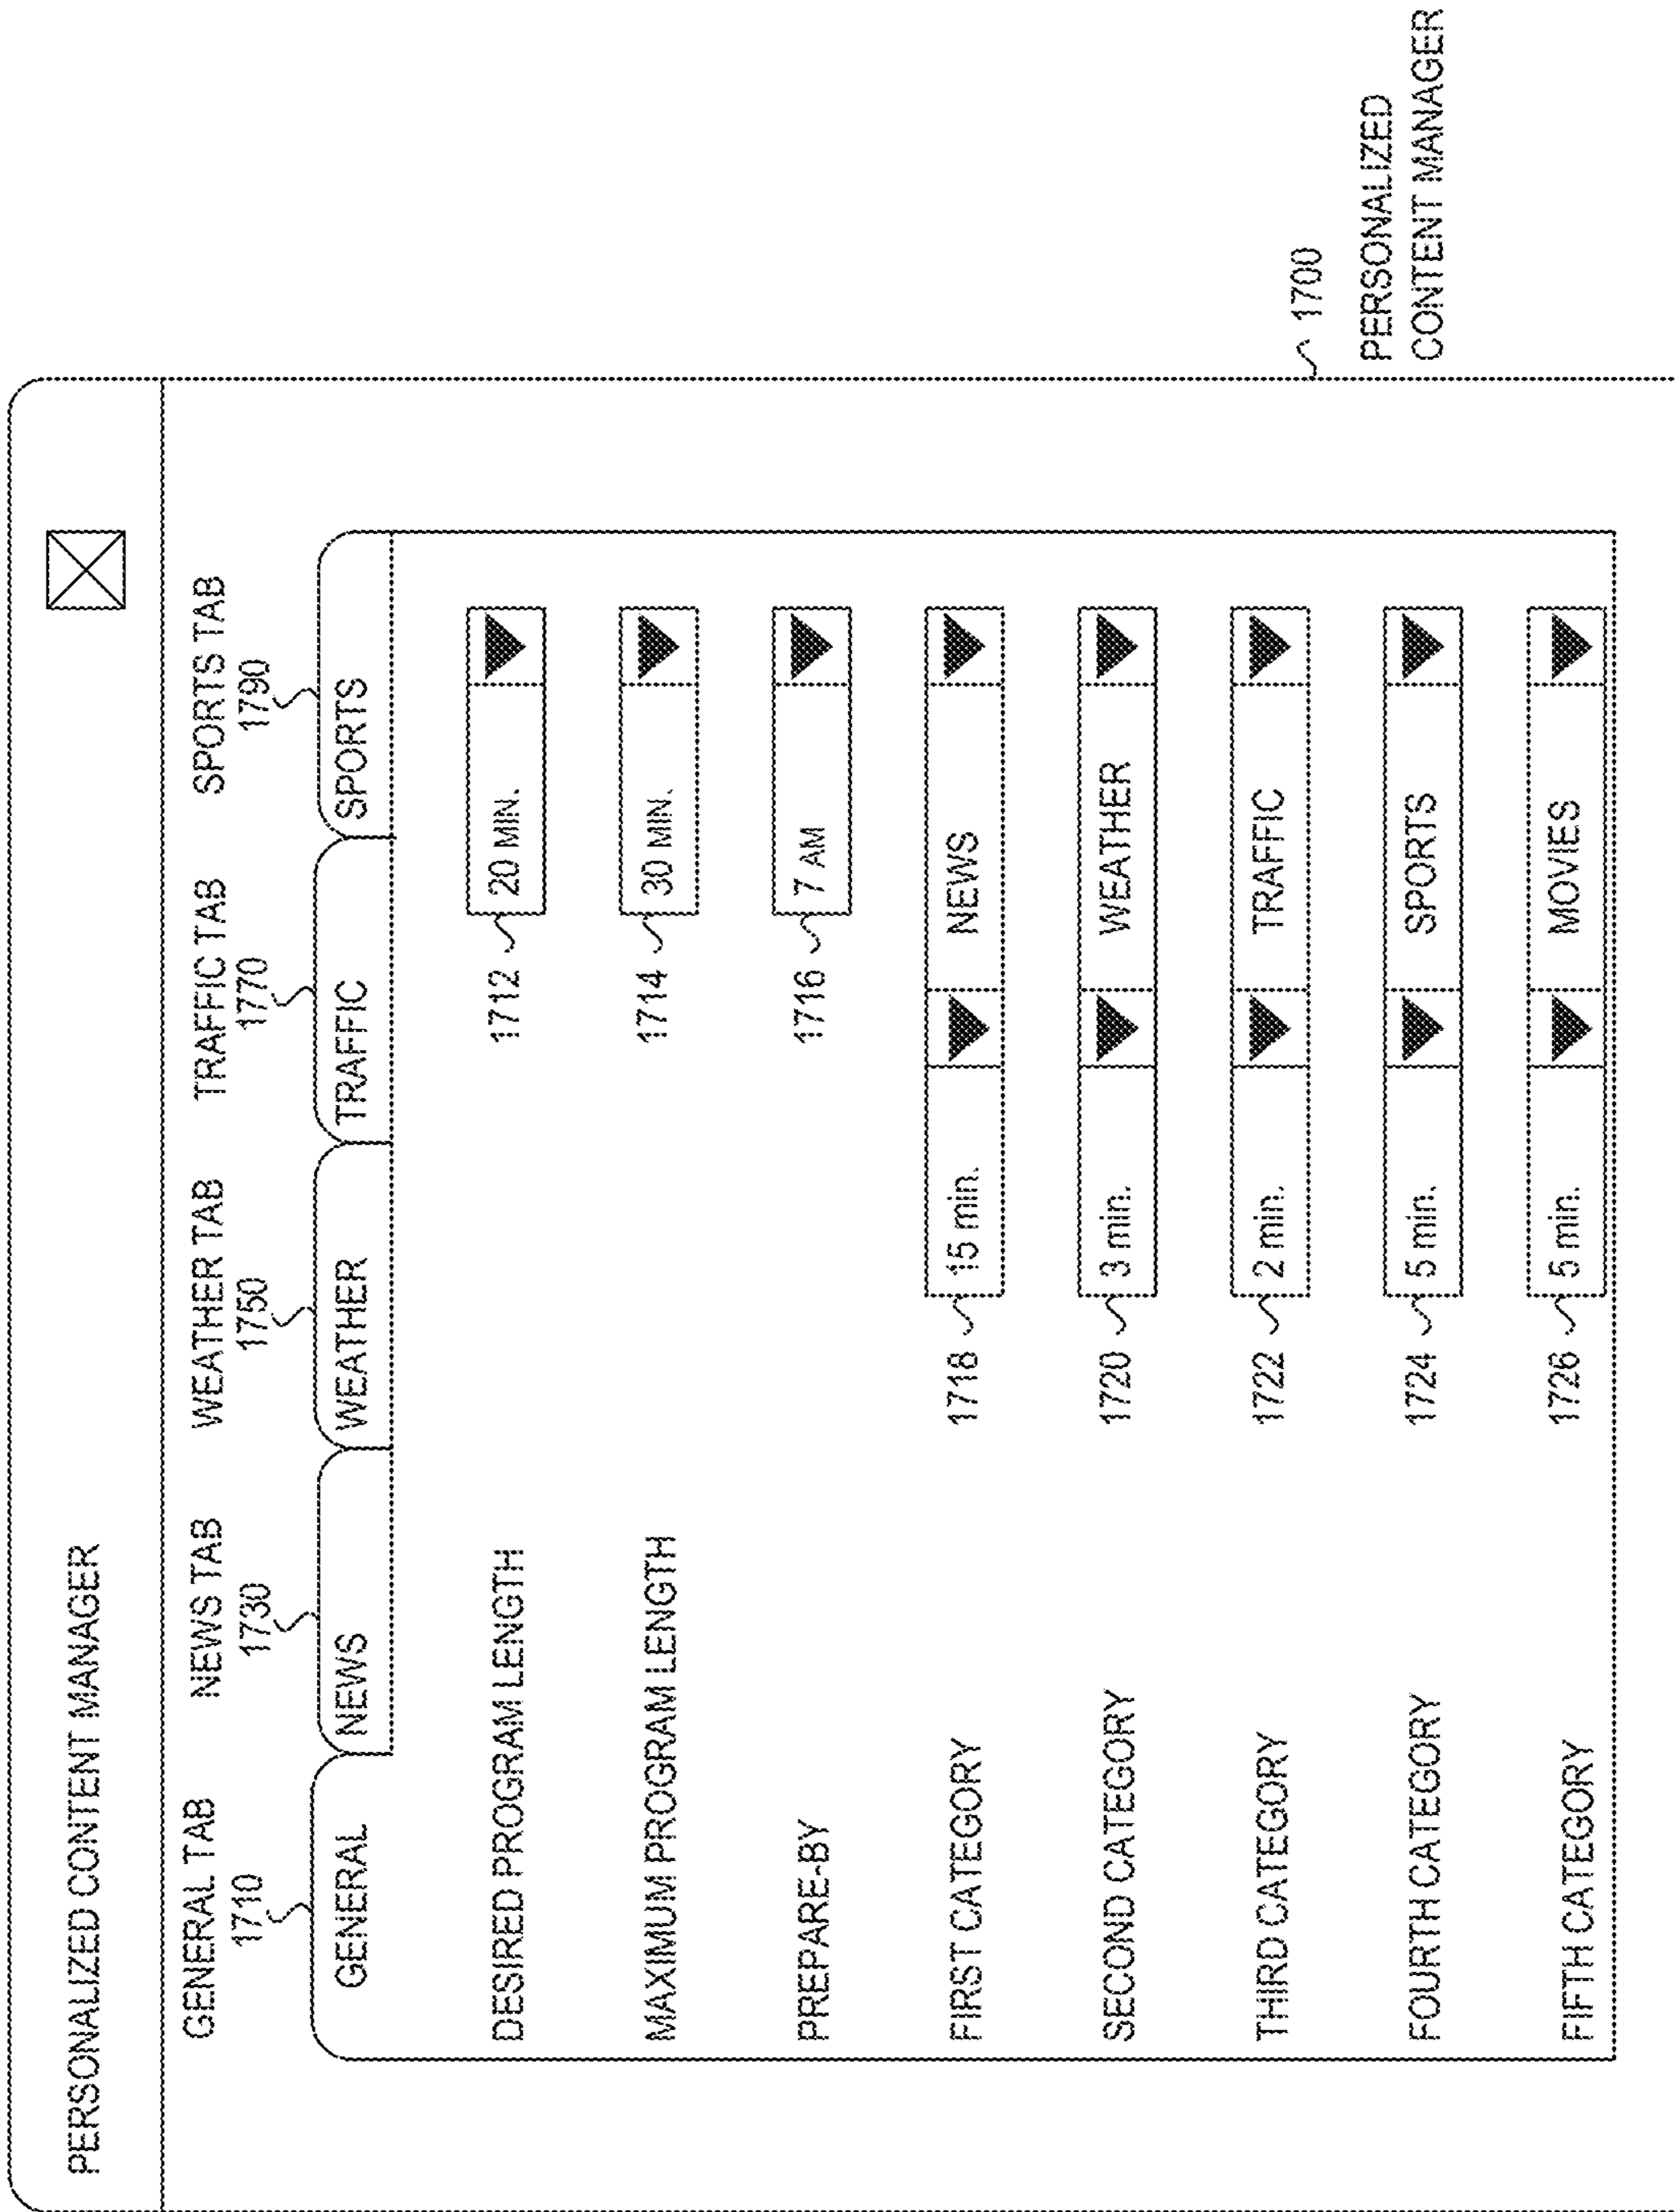 PERSONALIZED CONTENT MANAGER
GENERAL TAB NEWS TAB WEATHER TAB TRAFFIC TAB SPORTS TAB
1710 1730 1750 1770 1790
GENERAL NEWS WEATHER TRAFFIC SPORTS
DESIRED PROGRAM LENGTH 1712 20 MIN.
MAXIMUM PROGRAM LENGTH 1714 30 MIN.
PREPARE-BY 1716 7 AM
FIRST CATEGORY 1718 15 min. NEWS
SECOND CATEGORY 1720 3 min. WEATHER
THIRD CATEGORY 1722 2 min. TRAFFIC
FOURTH CATEGORY 1724 5 min. SPORTS
FIFTH CATEGORY 1726 5 min. MOVIES
1700
PERSONALIZED
CONTENT MANAGER